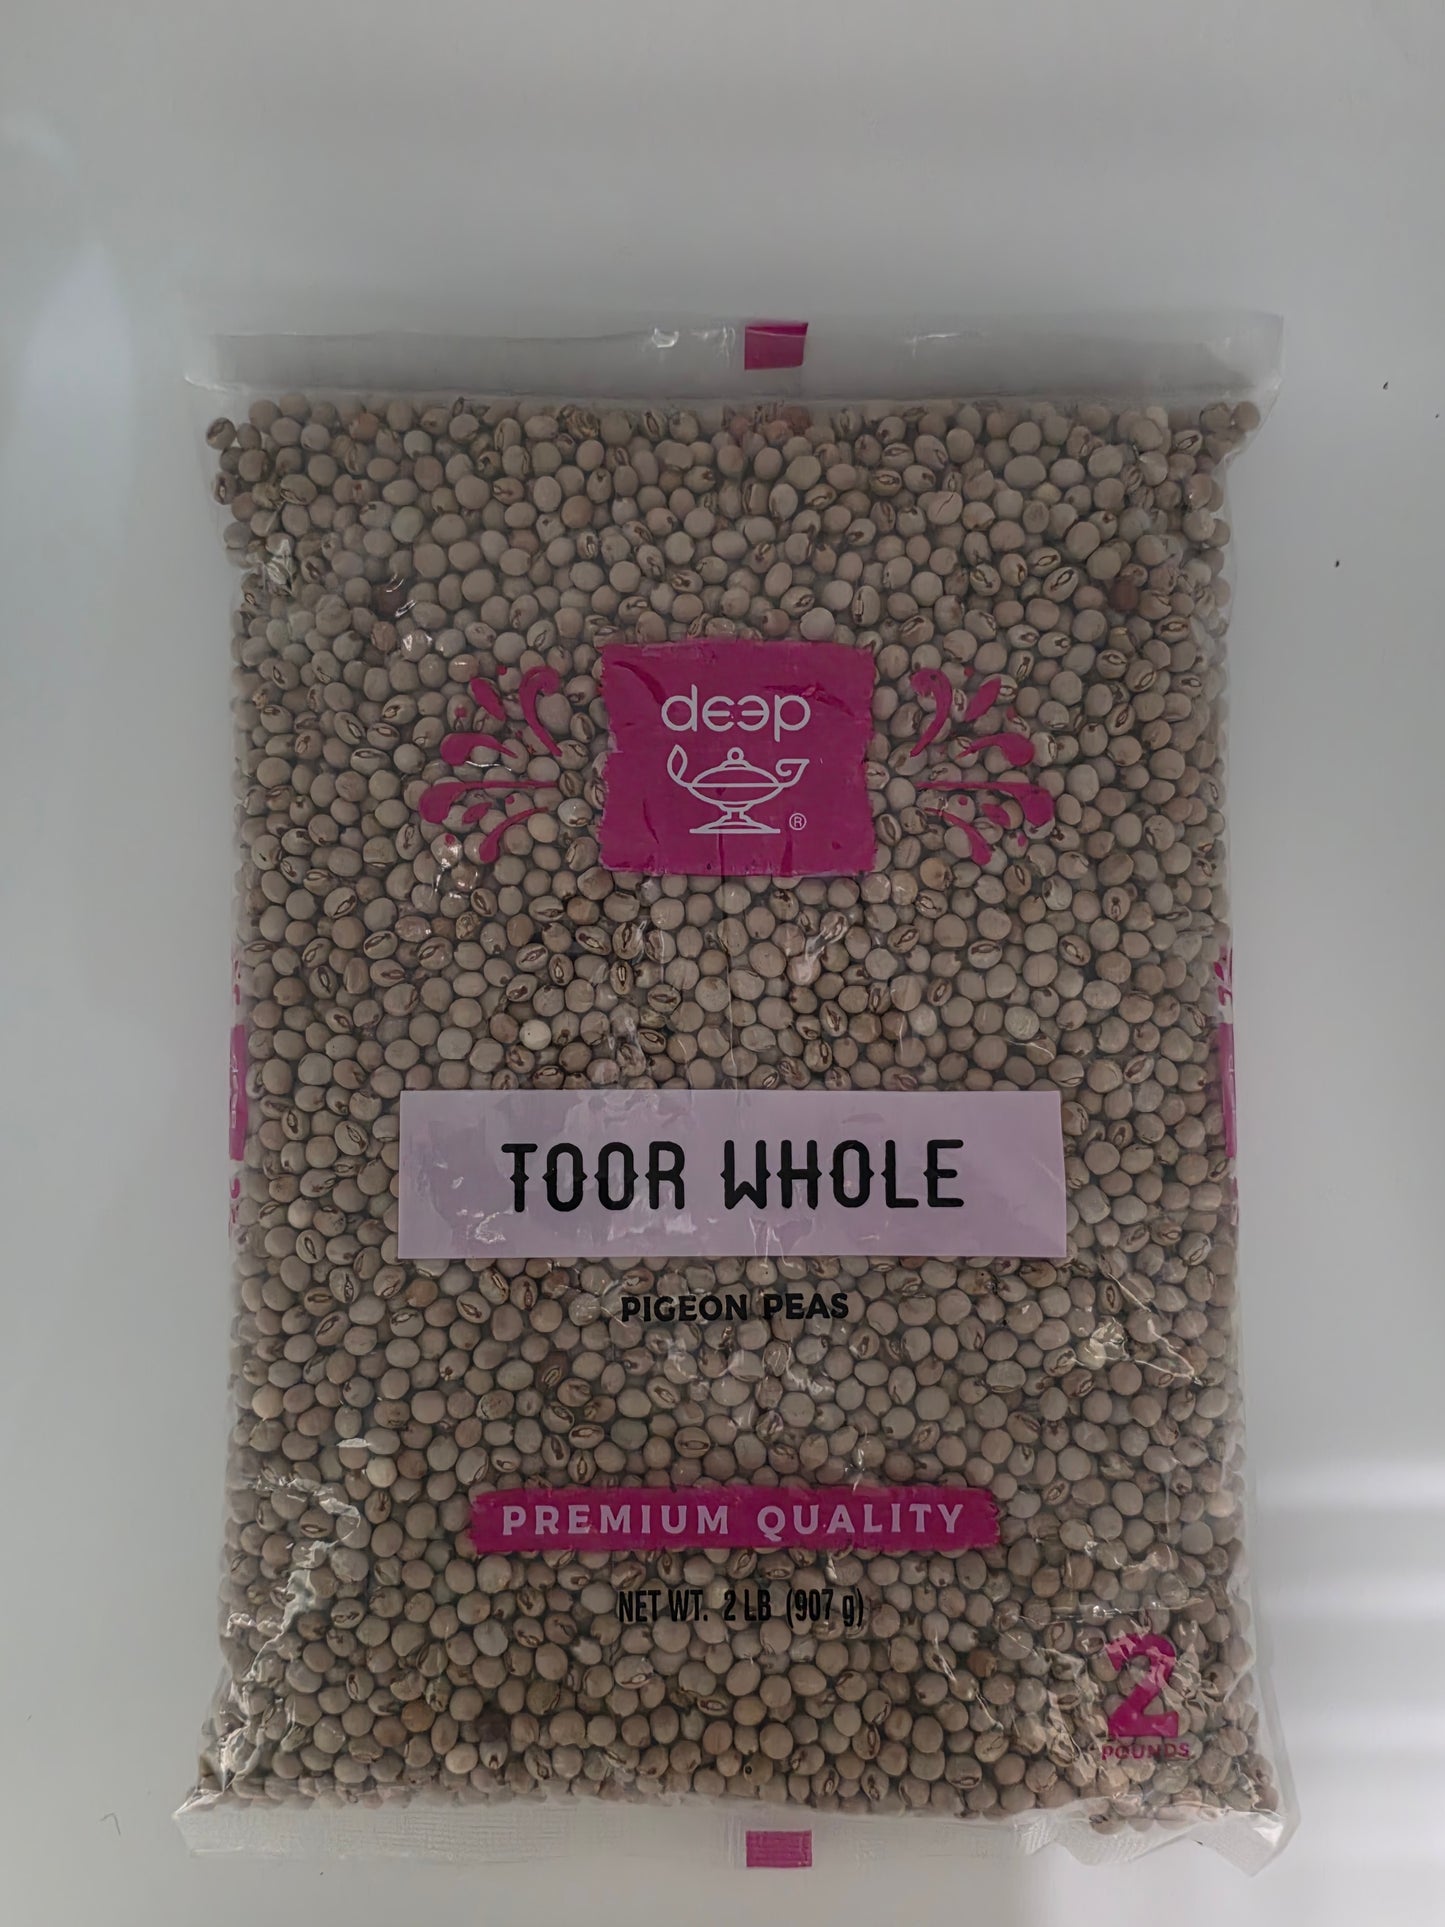 deep
®
TOOR WHOLE
PIGEON PEAS
PREMIUM QUALITY
NET WT. 2 LB (907 g)
2
POUNDS